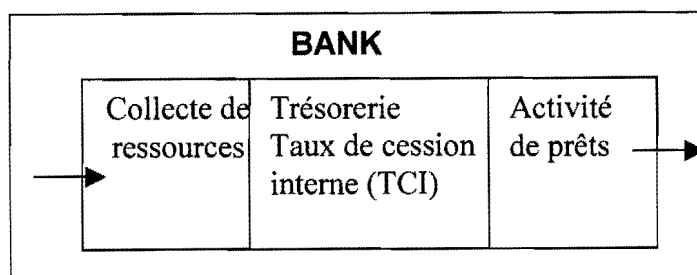 BANK
Collecte de
ressources
Trésorerie
Taux de cession
interne (TCI)
Activité
de prêts